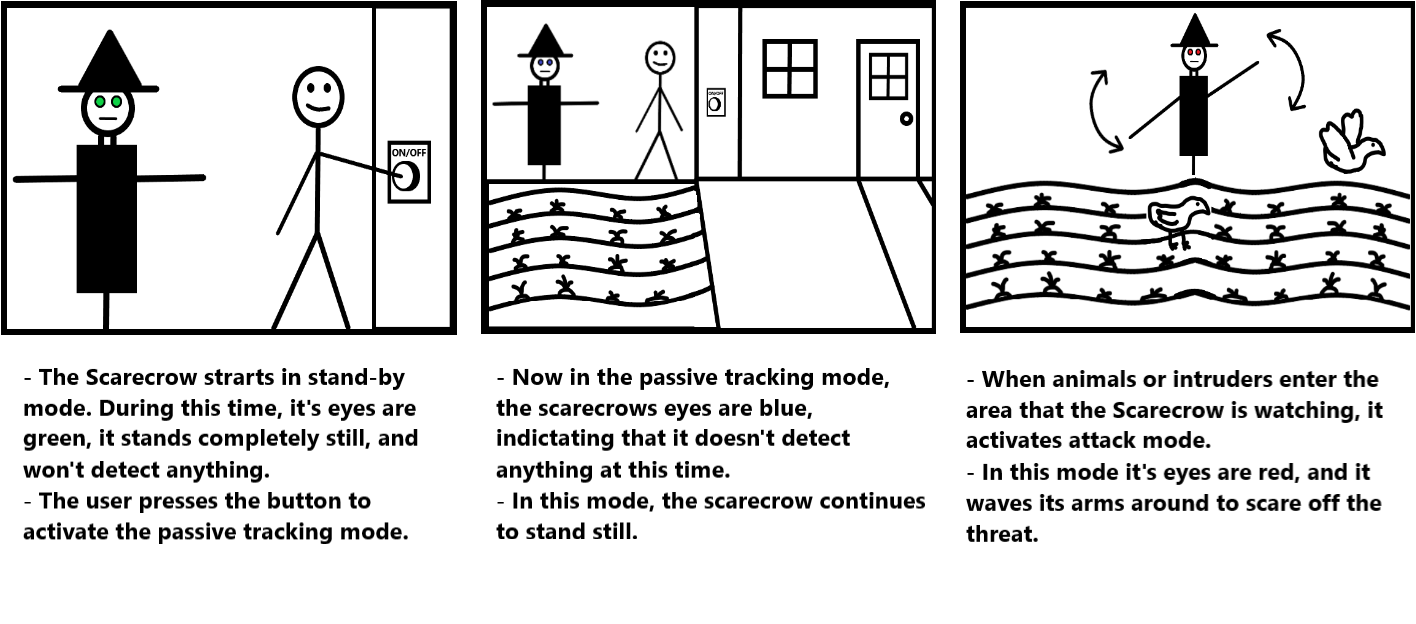 ON/OFF
- The Scarecrow strarts in stand-by
mode. During this time, it's eyes are
green, it stands completely still, and
won't detect anything.
- The user presses the button to
activate the passive tracking mode.
ON/OFF
- Now in the passive tracking mode,
the scarecrows eyes are blue,
indictating that it doesn't detect
anything at this time.
- In this mode, the scarecrow continues
to stand still.
- When animals or intruders enter the
area that the Scarecrow is watching, it
activates attack mode.
- In this mode it's eyes are red, and it
waves its arms around to scare off the
threat.